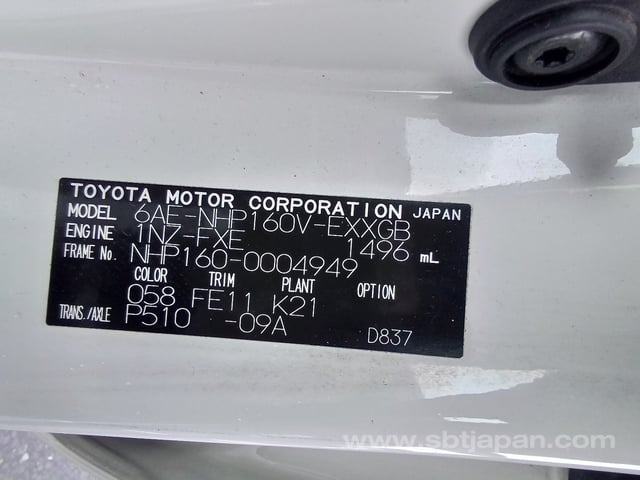 TOYOTA MOTOR CORPORATION JAPAN
MODEL 6AE-NHP160V-EXXGB
ENGINE 1NZ-FXE 1496 mL
FRAME No. NHP160-0004949
COLOR TRIM PLANT OPTION
058 FE11 K21
TRANS./AXLE P510 -09A
D837
www.sbtjapan.com